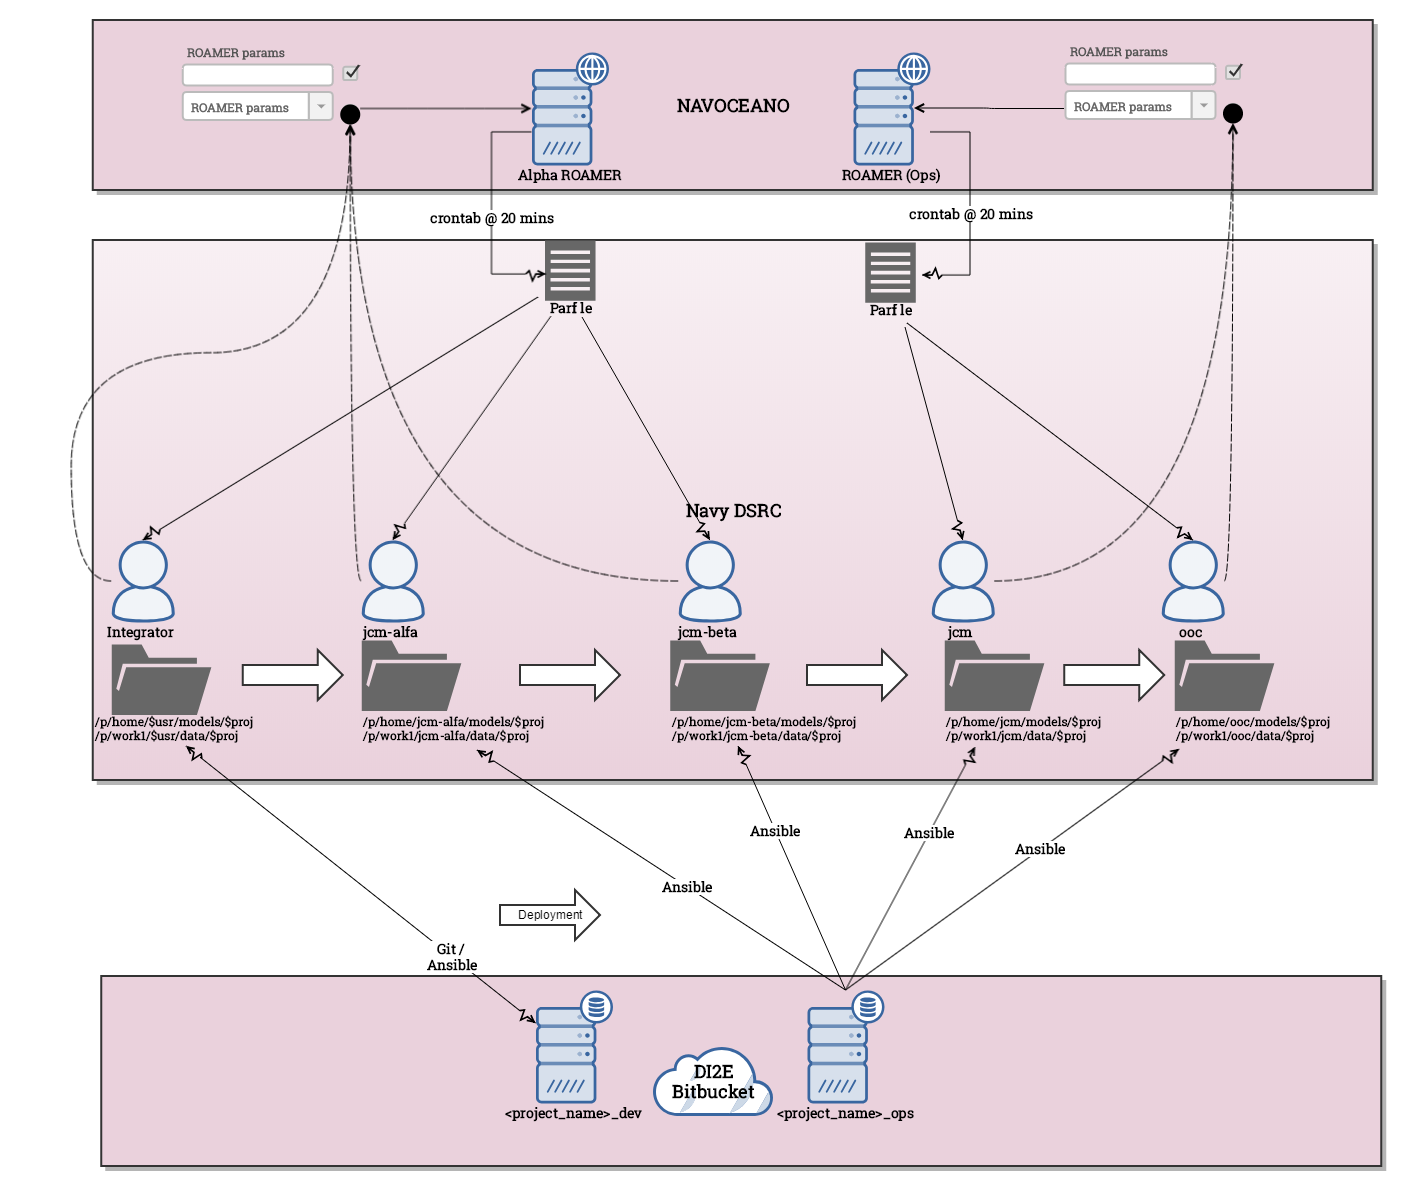 ROAMER params
ROAMER params
ROAMER params
ROAMER params
NAVOCEANO
Alpha ROAMER
ROAMER (Ops)
crontab @ 20 mins
crontab @ 20 mins
Parf le
Parf le
Navy DSRC
Integrator
jcm-alfa
jcm-beta
jcm
ooc
/p/home/$usr/models/$proj
/p/work1/$usr/data/$proj
/p/home/jcm-alfa/models/$proj
/p/work1/jcm-alfa/data/$proj
/p/home/jcm-beta/models/$proj
/p/work1/jcm-beta/data/$proj
/p/home/jcm/models/$proj
/p/work1/jcm/data/$proj
/p/home/ooc/models/$proj
/p/work1/ooc/data/$proj
Ansible
Ansible
Ansible
Ansible
Deployment
Git /
Ansible
DI2E
Bitbucket
<project_name>_dev
<project_name>_ops